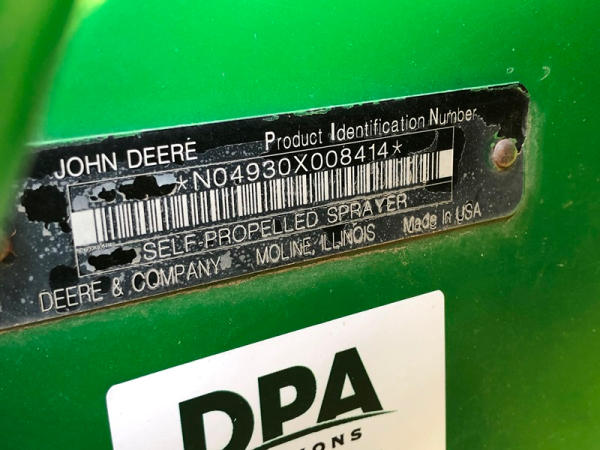 JOHN DEERE
Product Identification Number
*N04930X008414*
SELF-PROPELLED SPRAYER
DEERE & COMPANY MOLINE, ILLINOIS Made In USA
DPA